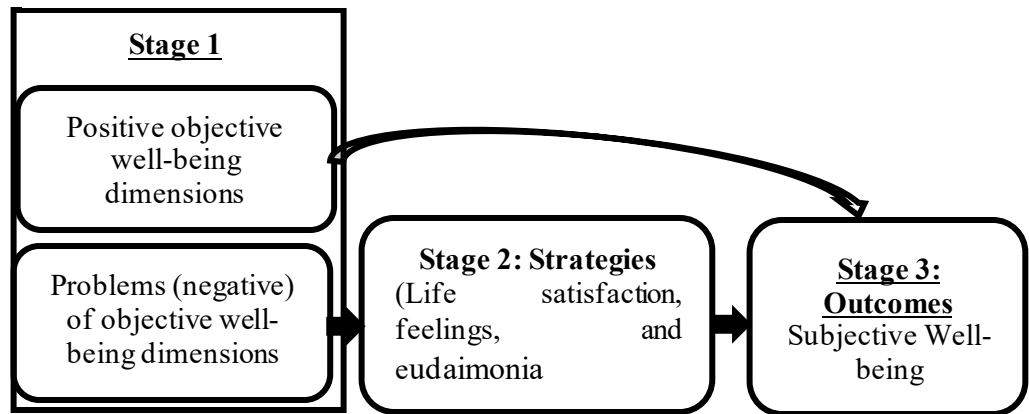 Stage 1
Positive objective
well-being
dimensions
Problems (negative)
of objective well-
being dimensions
Stage 2: Strategies
(Life satisfaction,
feelings, and
eudaimonia
Stage 3:
Outcomes
Subjective Well-
being